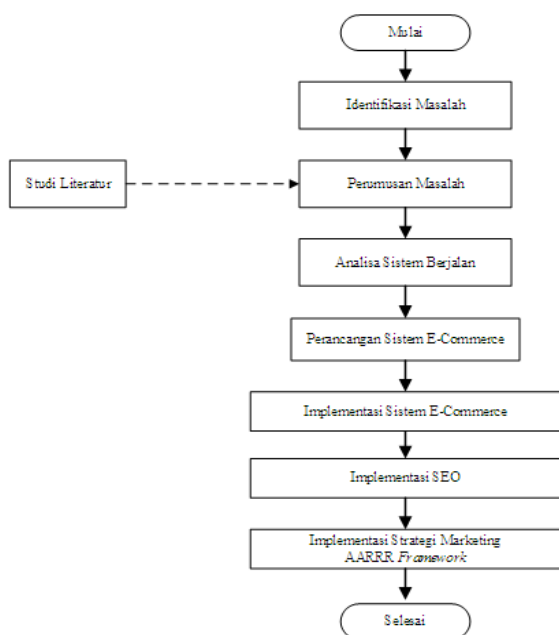 Mulai
Identifikasi Masalah
Studi Literatur
Perumusan Masalah
Analisa Sistem Berjalan
Perancangan Sistem E-Commerce
Implementasi Sistem E-Commerce
Implementasi SEO
Implementasi Strategi Marketing
AARRR Framework
Selesai